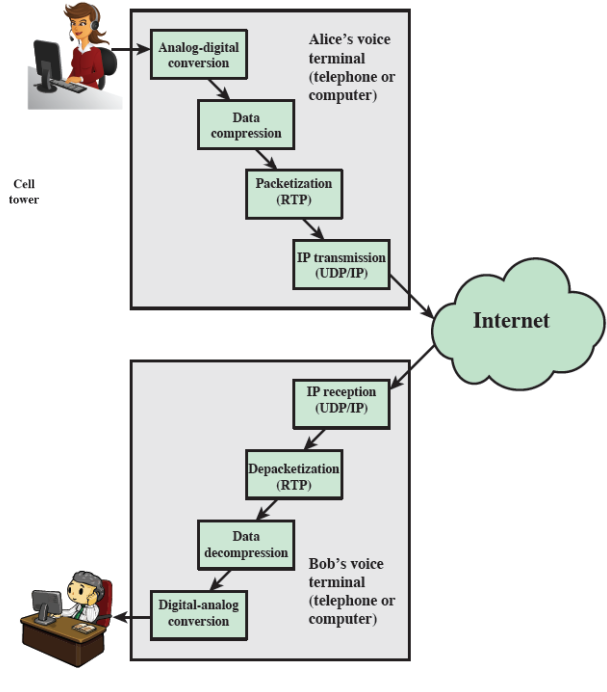 Analog-digital
conversion
Alice's voice
terminal
(telephone or
computer)
Data
compression
Cell
tower
Packetization
(RTP)
IP transmission
(UDP/IP)
Internet
IP reception
(UDP/IP)
Depacketization
(RTP)
Data
decompression
Bob's voice
terminal
(telephone or
computer)
Digital-analog
conversion